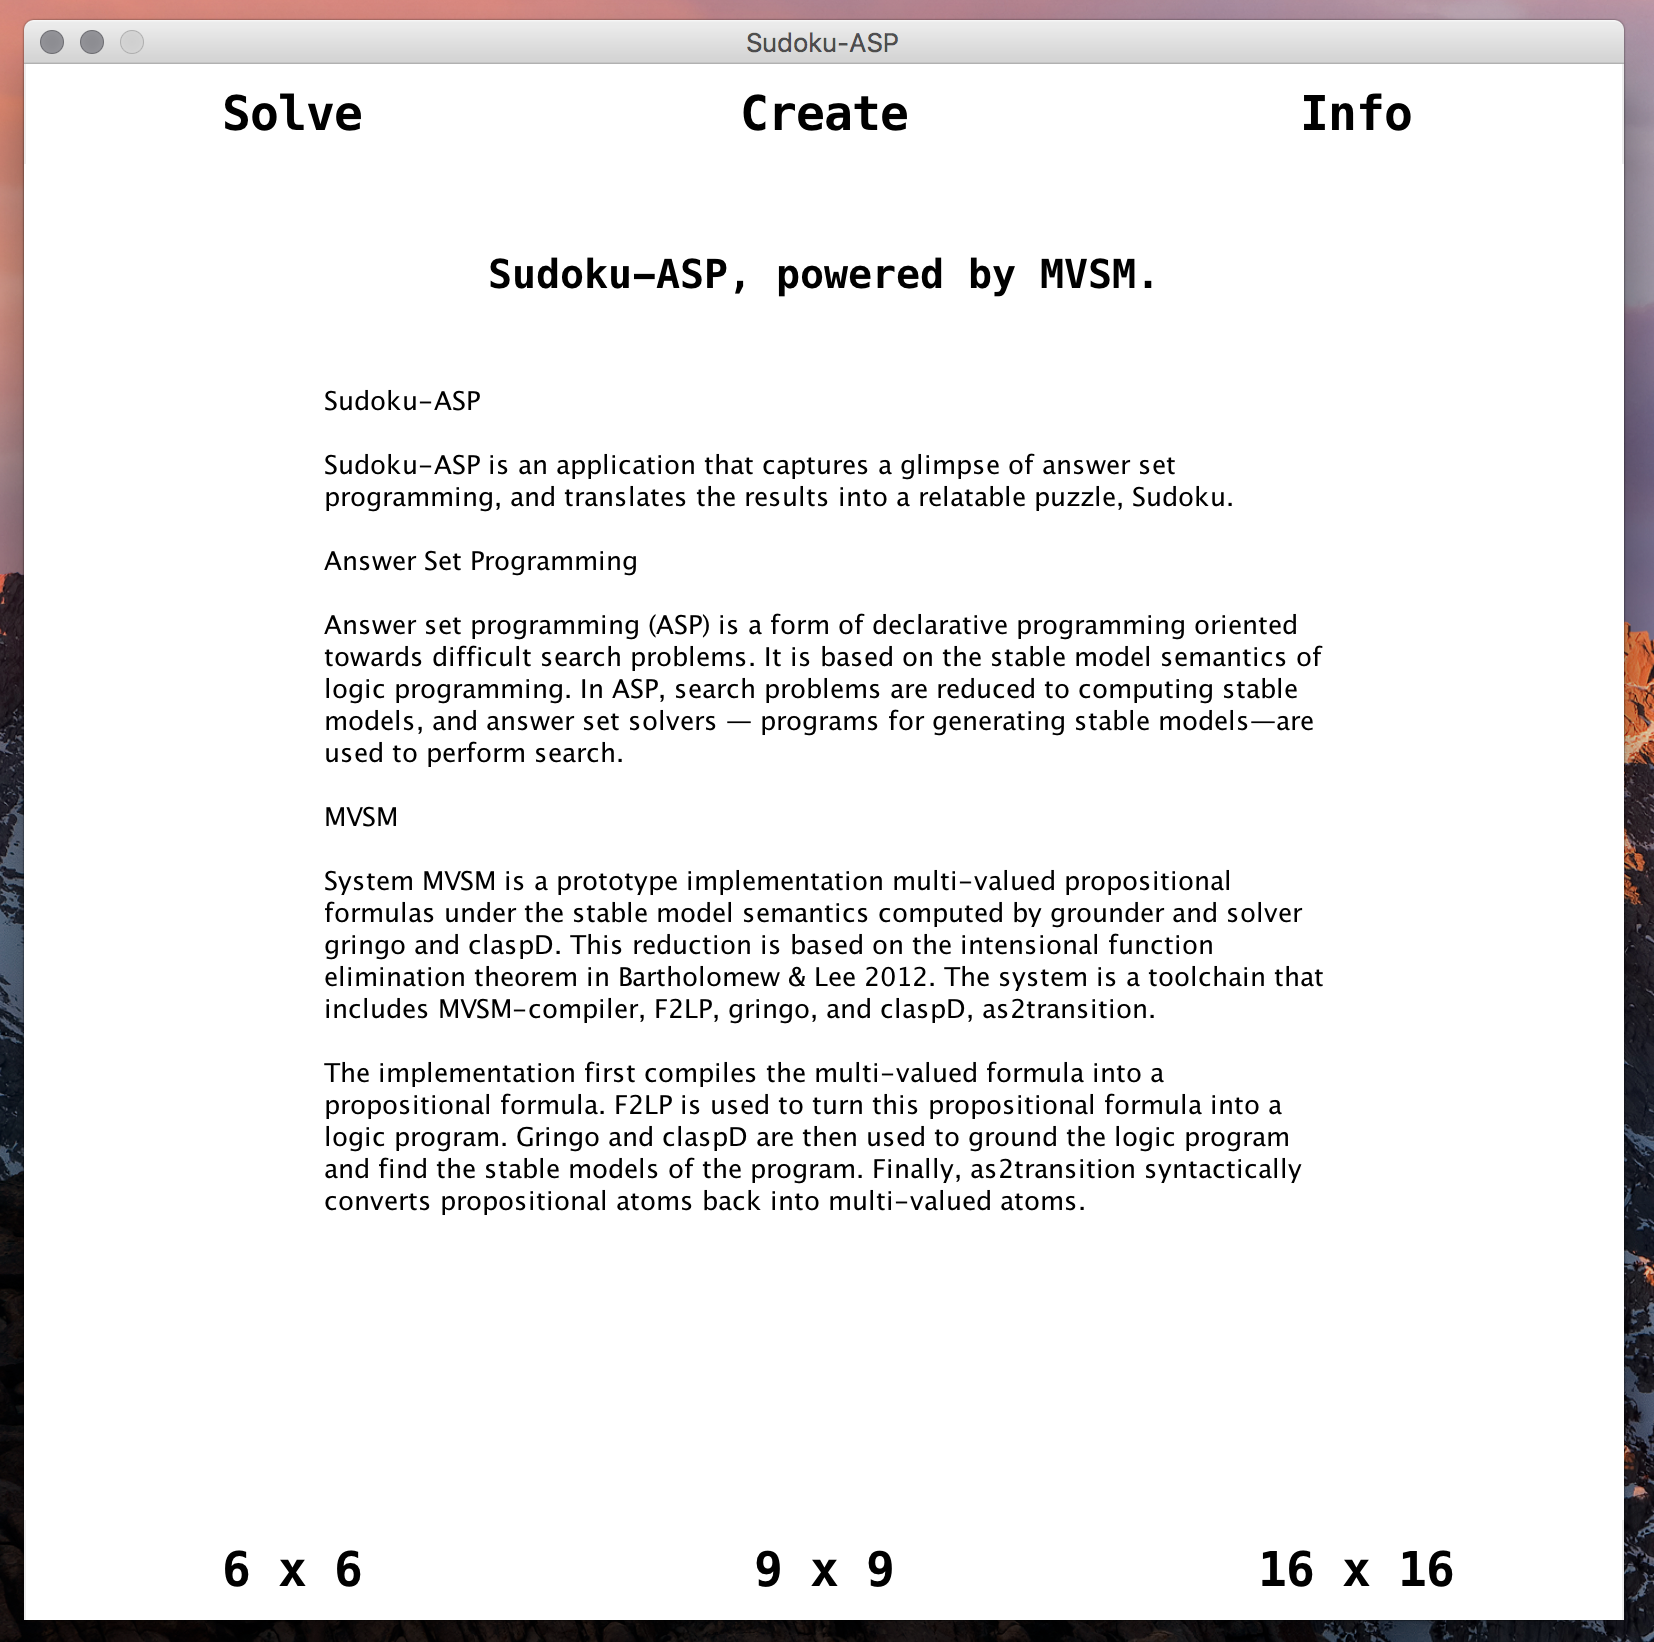 Sudoku-ASP
Solve Create Info
Sudoku-ASP, powered by MVSM.
Sudoku-ASP
Sudoku-ASP is an application that captures a glimpse of answer set
programming, and translates the results into a relatable puzzle, Sudoku.
Answer Set Programming
Answer set programming (ASP) is a form of declarative programming oriented
towards difficult search problems. It is based on the stable model semantics of
logic programming. In ASP, search problems are reduced to computing stable
models, and answer set solvers — programs for generating stable models—are
used to perform search.
MVSM
System MVSM is a prototype implementation multi-valued propositional
formulas under the stable model semantics computed by grounder and solver
gringo and claspD. This reduction is based on the intensional function
elimination theorem in Bartholomew & Lee 2012. The system is a toolchain that
includes MVSM-compiler, F2LP, gringo, and claspD, as2transition.
The implementation first compiles the multi-valued formula into a
propositional formula. F2LP is used to turn this propositional formula into a
logic program. Gringo and claspD are then used to ground the logic program
and find the stable models of the program. Finally, as2transition syntactically
converts propositional atoms back into multi-valued atoms.
6 x 6 9 x 9 16 x 16